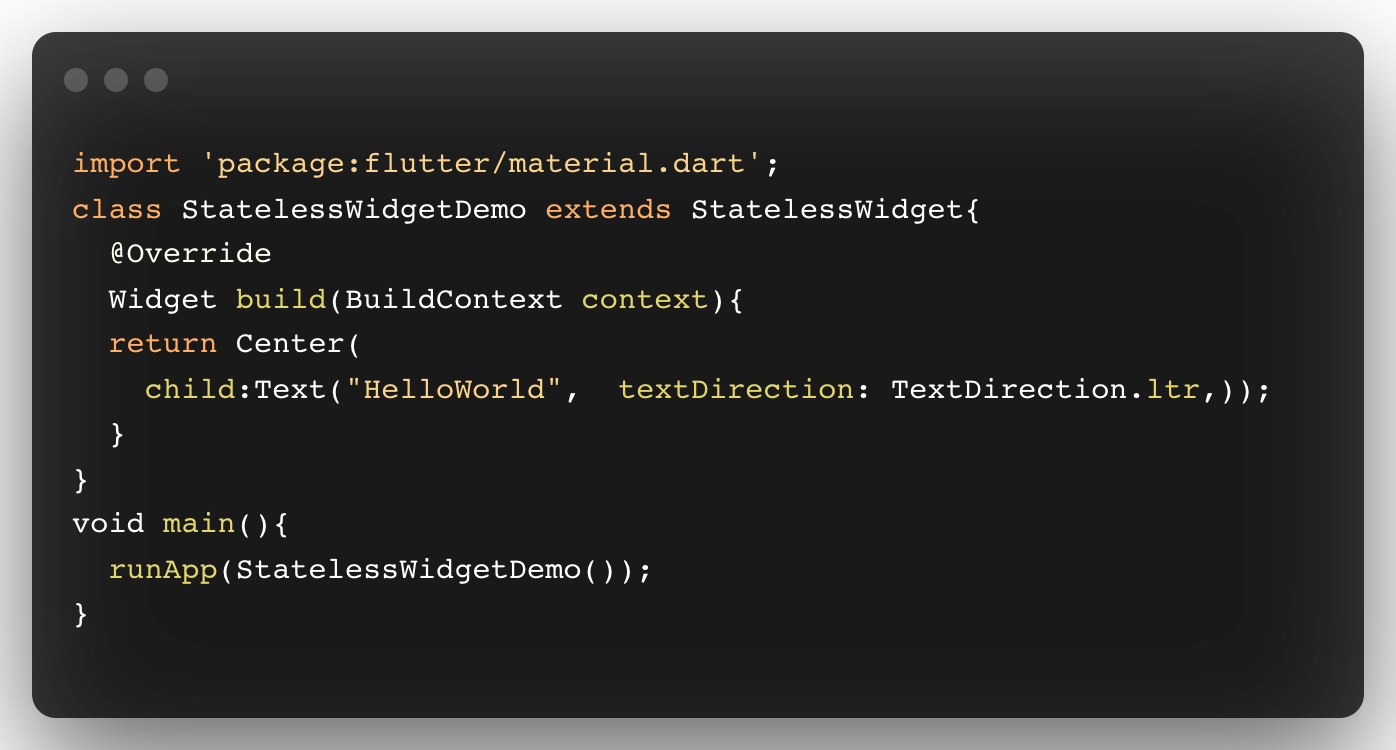 import 'package:flutter/material.dart';
class StatelessWidgetDemo extends StatelessWidget{
  @Override
  Widget build(BuildContext context){
  return Center(
    child:Text("HelloWorld",  textDirection: TextDirection.ltr,));
  }
}
void main(){
  runApp(StatelessWidgetDemo());
}